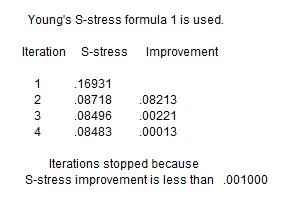 Young's S-stress formula 1 is used.
Iteration S-stress Improvement
1 .16931
2 .08718 .08213
3 .08496 .00221
4 .08483 .00013
Iterations stopped because
S-stress improvement is less than .001000